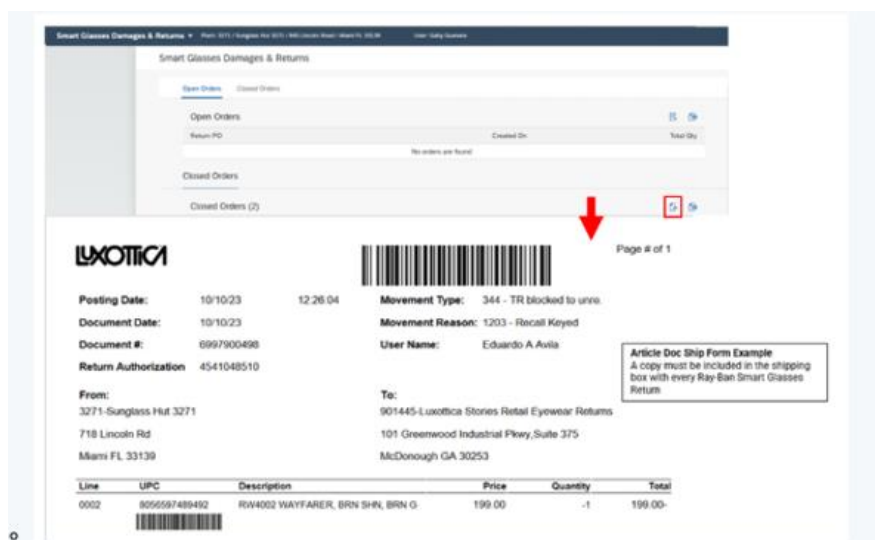 Smart Glasses Damages & Returns
Smart Glasses Damages & Returns
Open Orders Closed Orders
Open Orders
Return PO Created On Total Qty
No orders are found
Closed Orders
Closed Orders (2)
LUXOTTICA
Page # of 1
Posting Date: 10/10/23 12:26:04 Movement Type: 344 - TR blocked to unre.
Document Date: 10/10/23 Movement Reason: 1203 - Recall Keyed
Document #: 6997900498 User Name: Eduardo A Avila
Return Authorization 4541048510
Article Doc Ship Form Example
A copy must be included in the shipping
box with every Ray-Ban Smart Glasses
Return
From: To:
3271-Sunglass Hut 3271 901445-Luxottica Stories Retail Eyewear Returns
718 Lincoln Rd 101 Greenwood Industrial Pkwy,Suite 375
Miami FL 33139 McDonough GA 30253
Line UPC Description Price Quantity Total
0002 8056597489492 RW4002 WAYFARER, BRN SHN, BRN G 199.00 -1 199.00-